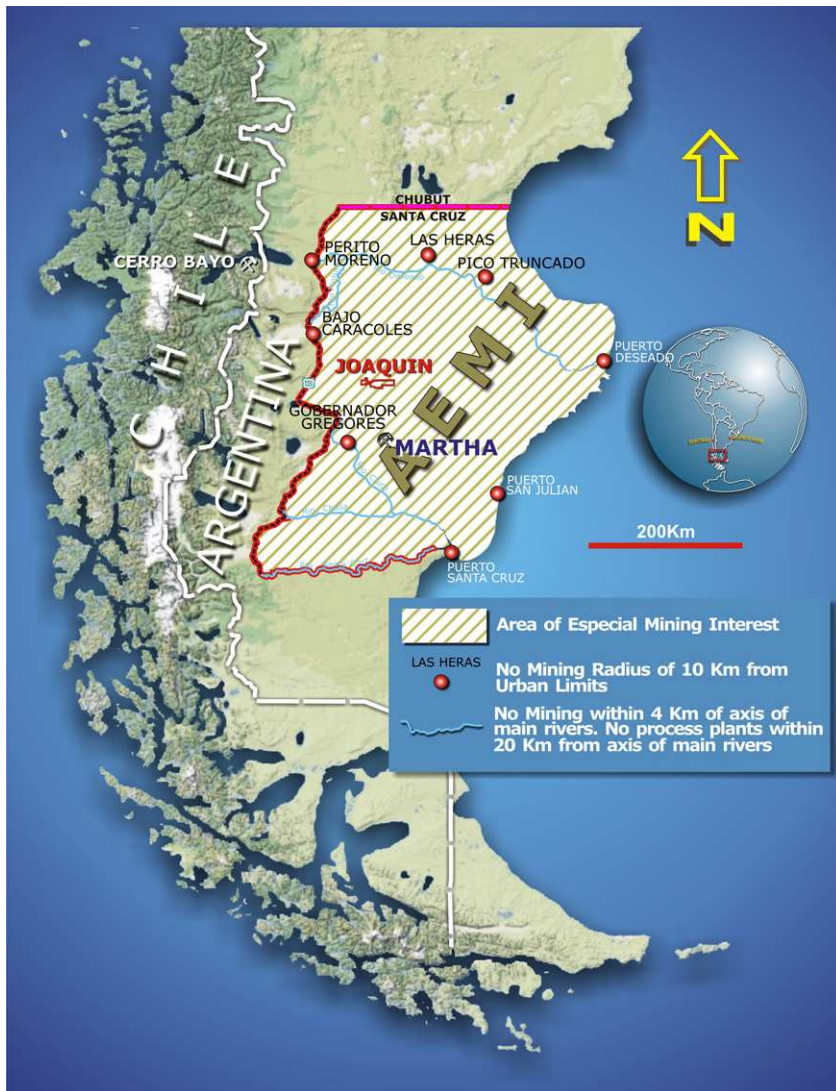 CHUBUT
SANTA CRUZ
N
CHILE
ARGENTINA
CERRO BAYO
PERITO
MORENO
LAS HERAS
PICO TRUNCADO
BAJO
CARACOLES
PUERTO
DESEADO
JOAQUIN
AEMI
GOBERNADOR
GREGORES
MARTHA
PUERTO
SAN JULIAN
200Km
PUERTO
SANTA CRUZ
Area of Especial Mining Interest
LAS HERAS
No Mining Radius of 10 Km from
Urban Limits
No Mining within 4 Km of axis of
main rivers. No process plants within
20 Km from axis of main rivers